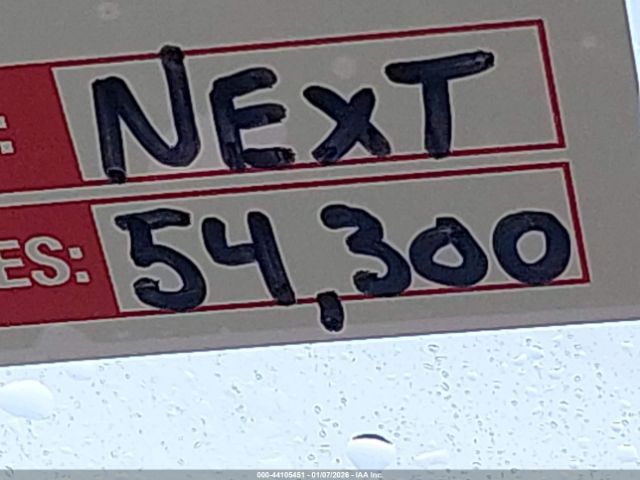 : NEXT
ES: 54,300
000-44105451 - 01/07/2026 - IAA Inc.